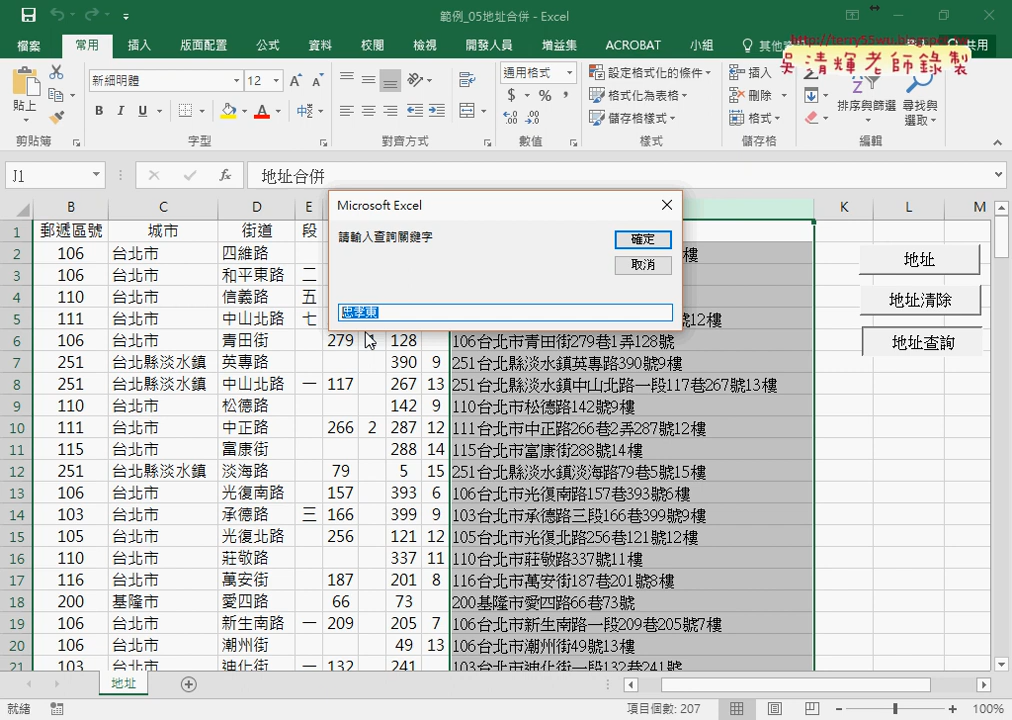 範例_05地址合併 - Excel
檔案 常用 插入 版面配置 公式 資料 校閱 檢視 開發人員 增益集 ACROBAT 小組 共用
吳清輝老師錄製
貼上 新細明體 12 B I U 中 通用格式 $ % , 設定格式化的條件 格式化為表格 儲存格樣式 插入 刪除 格式 排序與篩選 尋找與選取
剪貼簿 字型 對齊方式 數值 樣式 儲存格 編輯
J1 fx 地址合併
Microsoft Excel
請輸入查詢關鍵字
確定
取消
忠孝東
B C D E K L M
1 郵遞區號 城市 街道 段
2 106 台北市 四維路 樓
3 106 台北市 和平東路 二
4 110 台北市 信義路 五
5 111 台北市 中山北路 七 號12樓
6 106 台北市 青田街 279 128 106台北市青田街279巷1弄128號
7 251 台北縣淡水鎮 英專路 390 9 251台北縣淡水鎮英專路390號9樓
8 251 台北縣淡水鎮 中山北路 一 117 267 13 251台北縣淡水鎮中山北路一段117巷267號13樓
9 110 台北市 松德路 142 9 110台北市松德路142號9樓
10 111 台北市 中正路 266 2 287 12 111台北市中正路266巷2弄287號12樓
11 115 台北市 富康街 288 14 115台北市富康街288號14樓
12 251 台北縣淡水鎮 淡海路 79 5 15 251台北縣淡水鎮淡海路79巷5號15樓
13 106 台北市 光復南路 157 393 6 106台北市光復南路157巷393號6樓
14 103 台北市 承德路 三 166 399 9 103台北市承德路三段166巷399號9樓
15 105 台北市 光復北路 256 121 12 105台北市光復北路256巷121號12樓
16 110 台北市 莊敬路 337 11 110台北市莊敬路337號11樓
17 116 台北市 萬安街 187 201 8 116台北市萬安街187巷201號8樓
18 200 基隆市 愛四路 66 73 200基隆市愛四路66巷73號
19 106 台北市 新生南路 一 209 205 7 106台北市新生南路一段209巷205號7樓
20 106 台北市 潮州街 49 13 106台北市潮州街49號13樓
21 103 台北市 迪化街 一 132 241 103台北市迪化街一段132巷241號
地址
地址清除
地址查詢
地址
就緒 項目個數: 207 100%